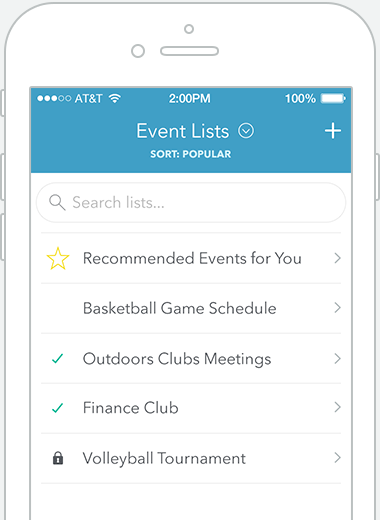 AT&T 2:00PM 100%
Event Lists
SORT: POPULAR
Search lists...
Recommended Events for You
Basketball Game Schedule
Outdoors Clubs Meetings
Finance Club
Volleyball Tournament